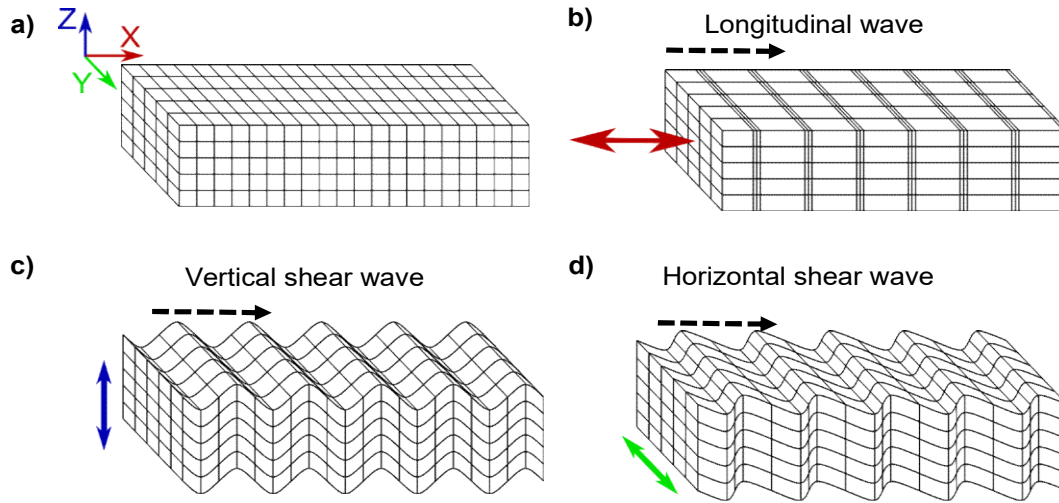 a)
Z
X
Y
b)
Longitudinal wave
c)
Vertical shear wave
d)
Horizontal shear wave